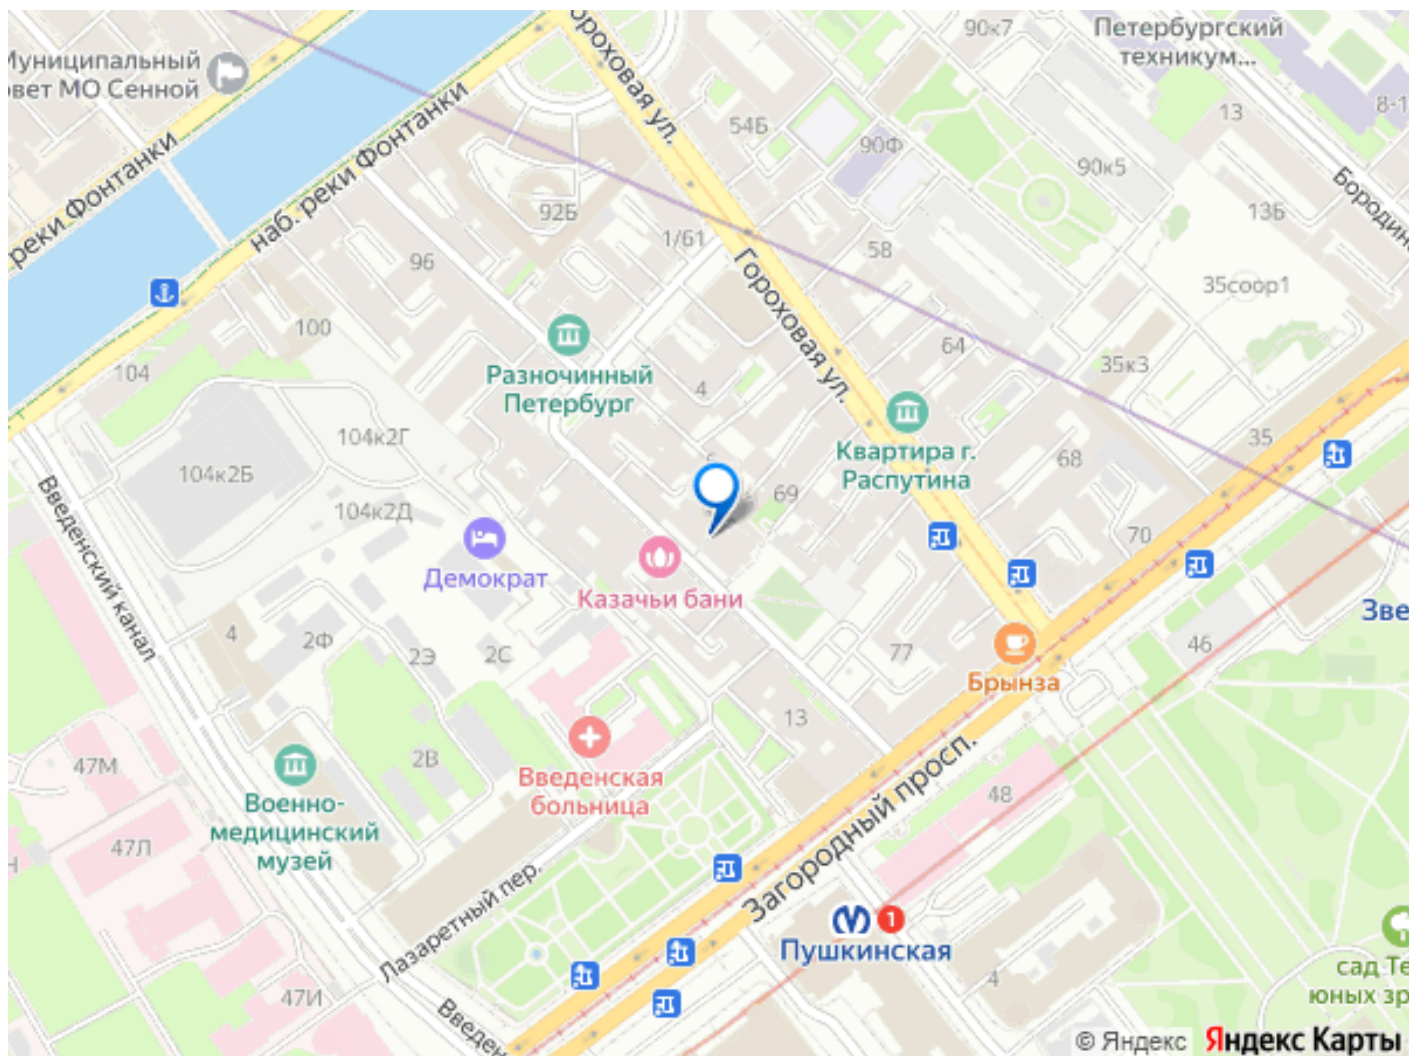 Муниципальный
овет МО Сенной
реки Фонтанки
наб. реки Фонтанки
Гороховая ул.
90к7
Петербургский
техникум...
8-1
13
54Б
90Ф
90к5
Бородинс
13Б
92Б
1/61
58
96
Гороховая ул.
35соор1
100
64
35к3
104
Разночинный
Петербург
4
35
104к2Г
Квартира г.
Распутина
68
104к2Б
104к2Д
69
70
Введенский канал
Демократ
Казачьи бани
Зве
4
2Ф
2Э
2С
77
46
Брынза
13
47М
2В
Введенская
больница
48
Военно-
медицинский
музей
47Л
Загородный просп.
Лазаретный пер.
1
Пушкинская
4
47И
сад Те
юных зр
Введен
© Яндекс
Яндекс Карты